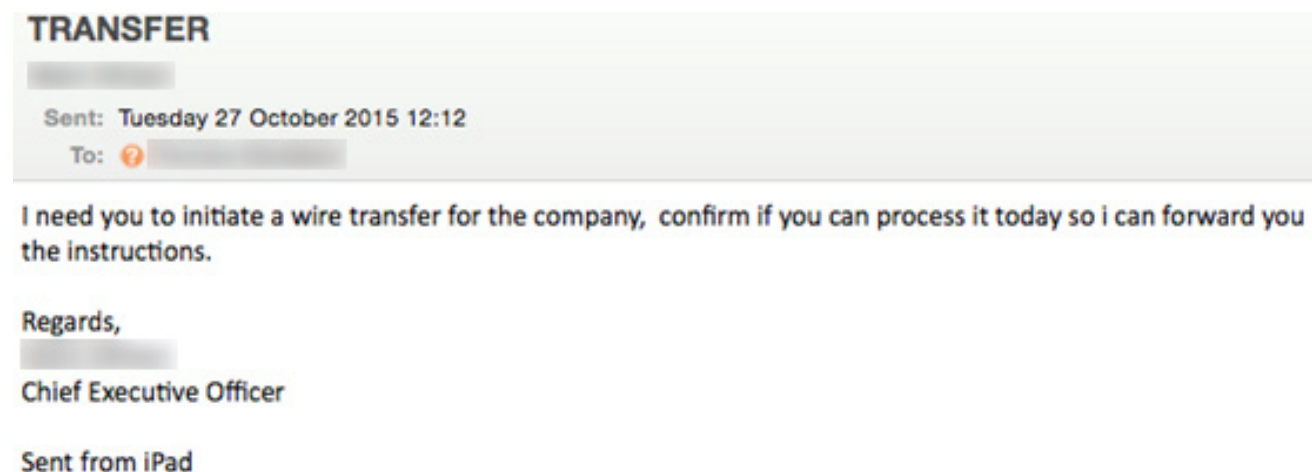 TRANSFER
Sent: Tuesday 27 October 2015 12:12
To:
I need you to initiate a wire transfer for the company,  confirm if you can process it today so i can forward you
the instructions.
Regards,
Chief Executive Officer
Sent from iPad